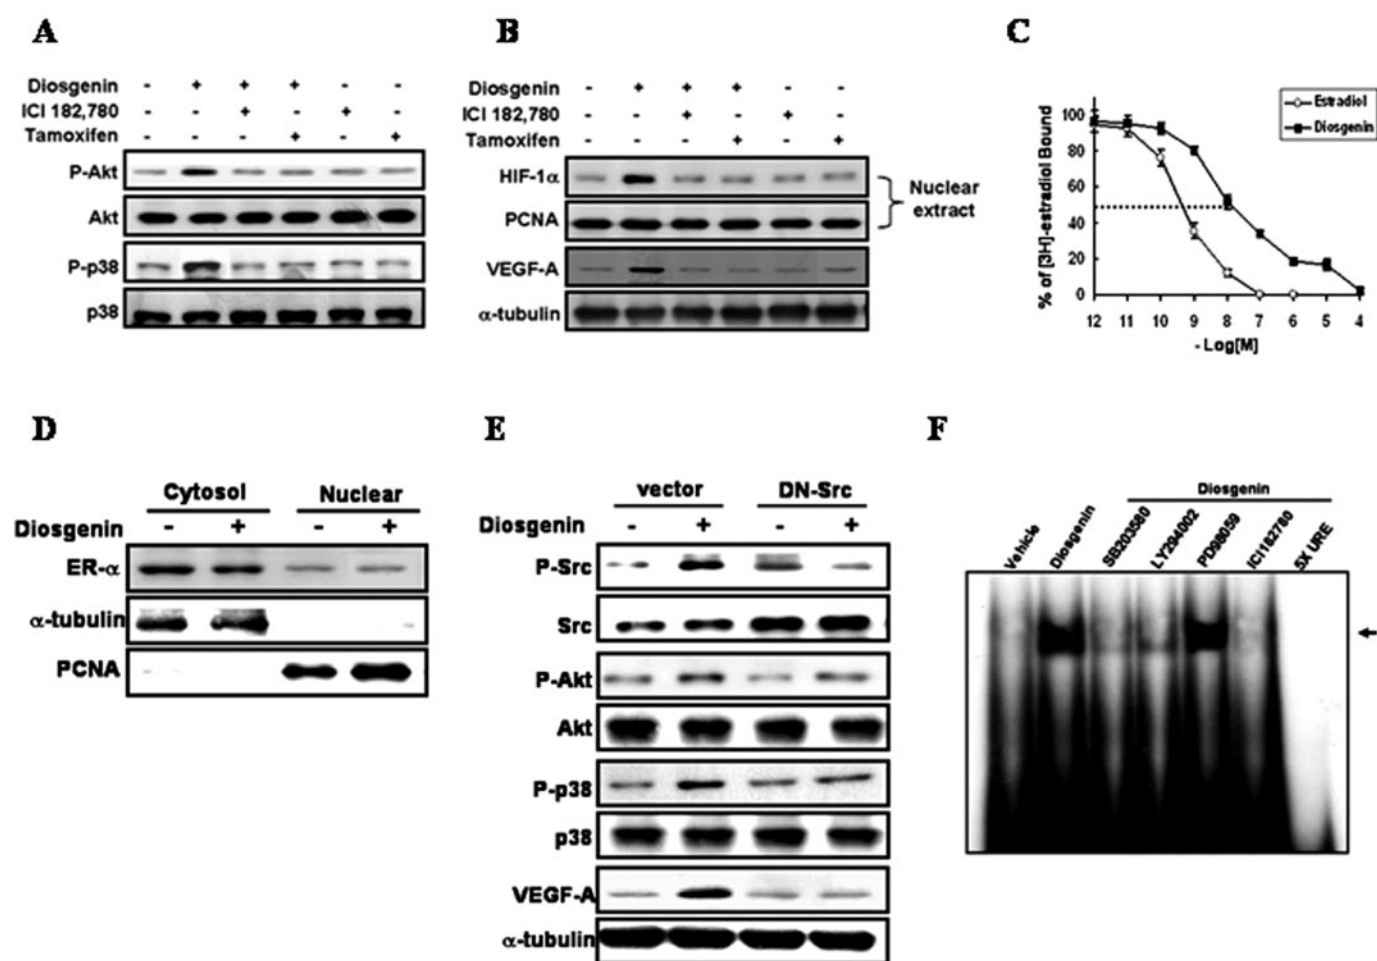 A
Diosgenin - + + + - -
ICI 182,780 - - + - + -
Tamoxifen - - - + - +
P-Akt
Akt
P-p38
p38
B
Diosgenin - + + + - -
ICI 182,780 - - + - + -
Tamoxifen - - - + - +
HIF-1α
PCNA
Nuclear
extract
VEGF-A
α-tubulin
C
Estradiol
Diosgenin
% of [3H]-estradiol Bound
100
80
60
40
20
0
12 11 10 9 8 7 6 5 4
- Log[M]
D
Cytosol Nuclear
Diosgenin - + - +
ER-α
α-tubulin
PCNA
E
vector DN-Src
Diosgenin - + - +
P-Src
Src
P-Akt
Akt
P-p38
p38
VEGF-A
α-tubulin
F
Diosgenin
Vehicle
Diosgenin
SB203580
LY294002
PD98059
ICI182780
5X URE